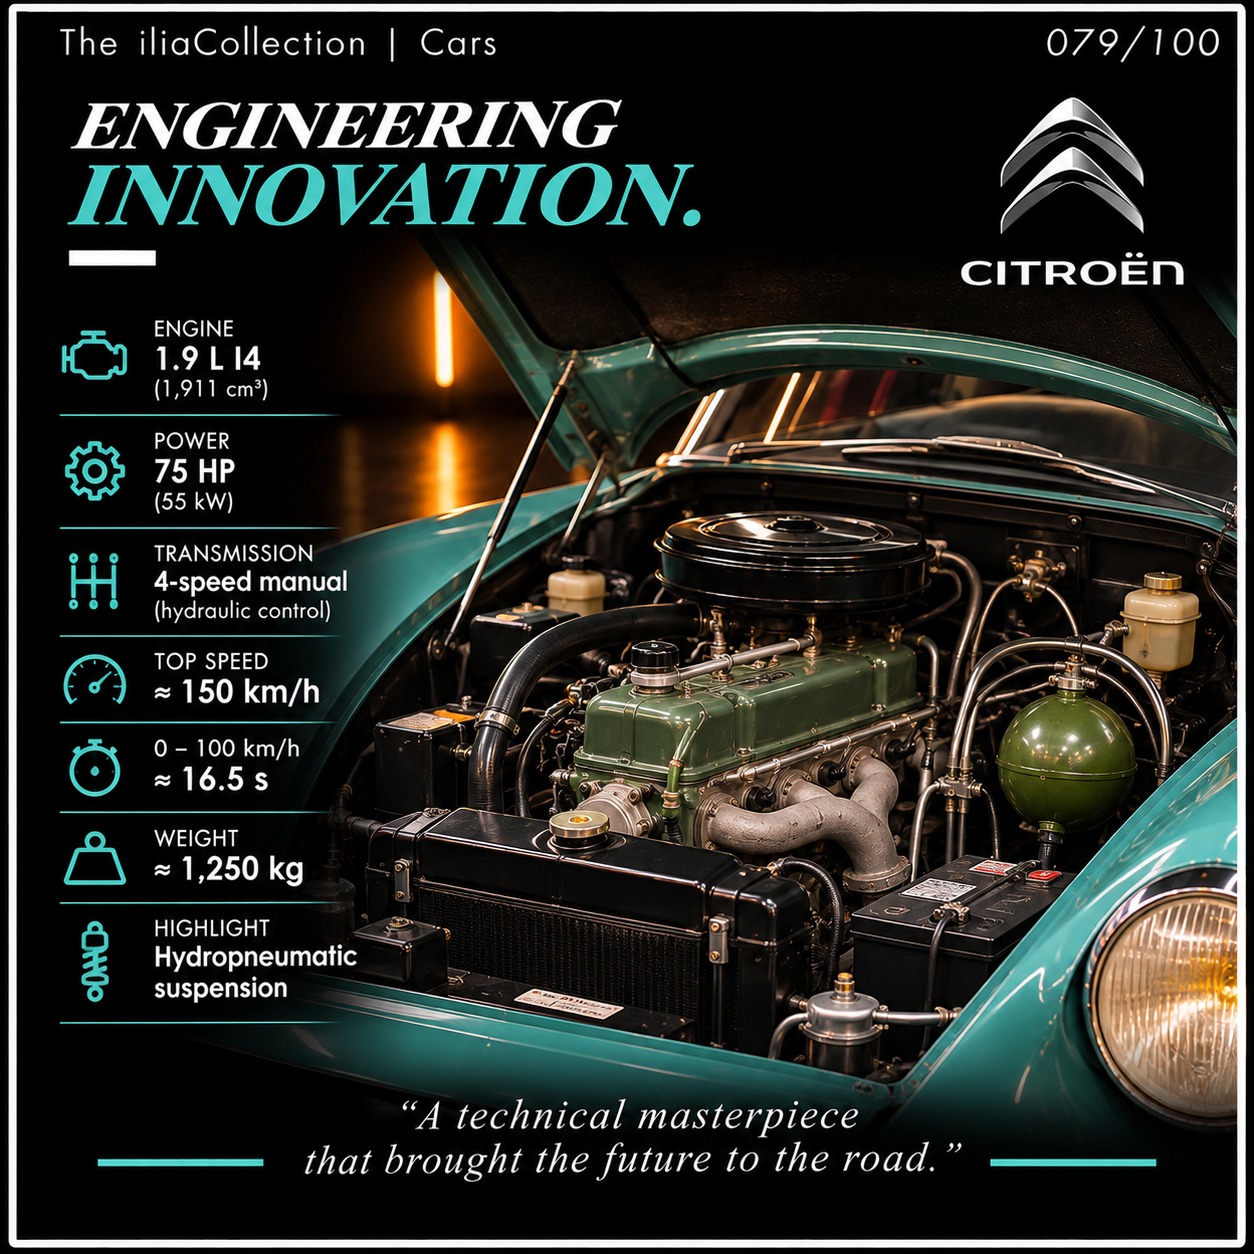 The iliaCollection | Cars
079/100
ENGINEERING
INNOVATION.
CITROËN
ENGINE
1.9 L I4
(1,911 cm³)
POWER
75 HP
(55 kW)
TRANSMISSION
4-speed manual
(hydraulic control)
TOP SPEED
≈ 150 km/h
0 – 100 km/h
≈ 16.5 s
WEIGHT
≈ 1,250 kg
HIGHLIGHT
Hydropneumatic
suspension
“A technical masterpiece
that brought the future to the road.”